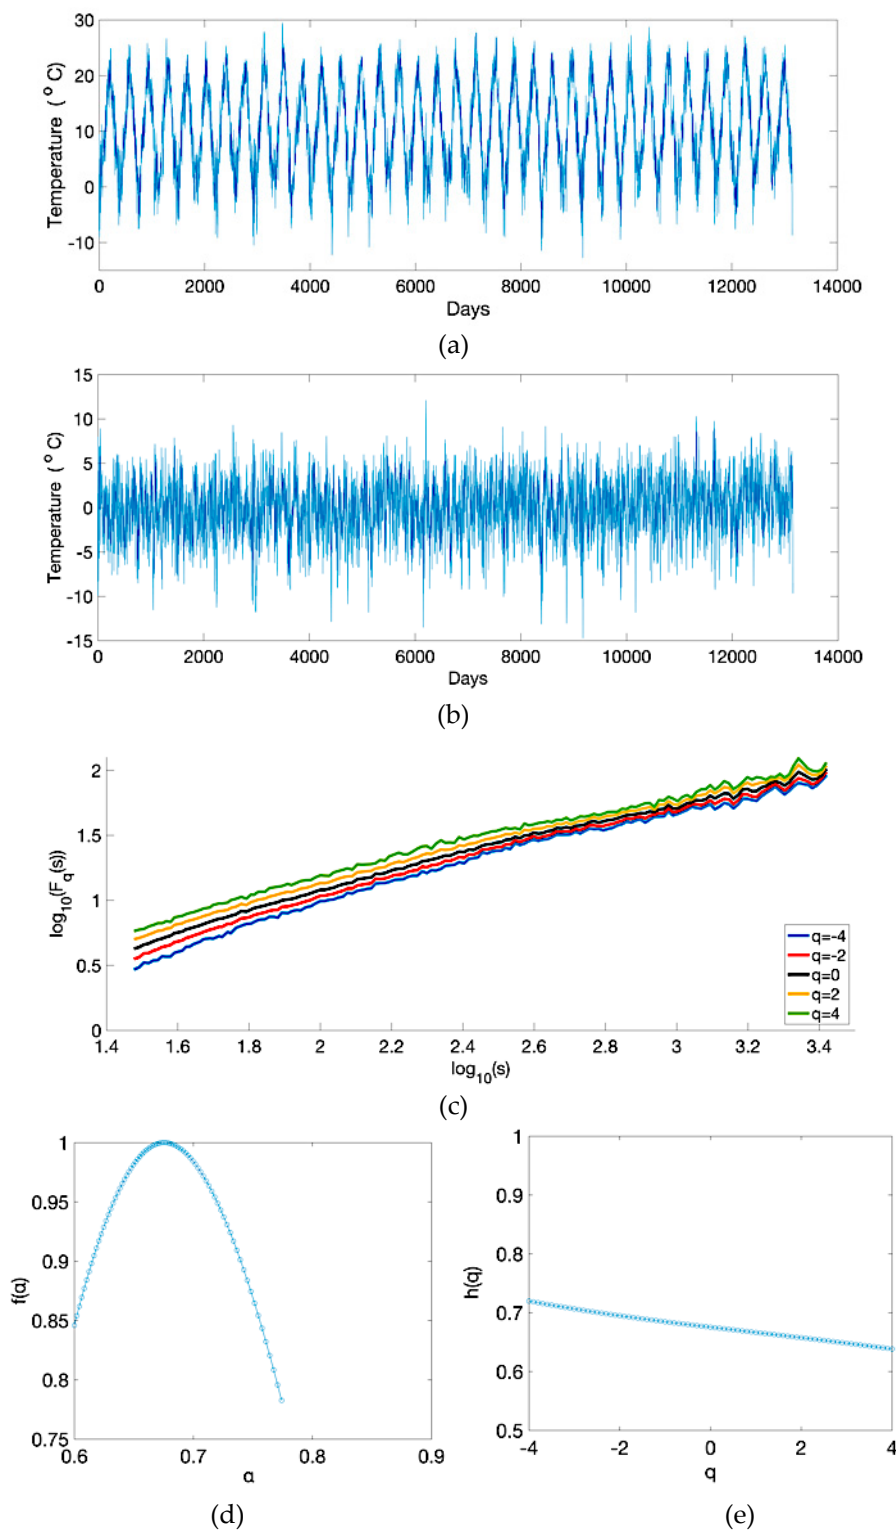 30
20
10
0
-10
Temperature ( ° C)
0 2000 4000 6000 8000 10000 12000 14000
Days
(a)
15
10
5
0
-5
-10
-15
Temperature ( ° C)
0 2000 4000 6000 8000 10000 12000 14000
Days
(b)
2
1.5
1
0.5
0
log10(Fq(s))
q=-4
q=-2
q=0
q=2
q=4
1.4 1.6 1.8 2 2.2 2.4 2.6 2.8 3 3.2 3.4
log10(s)
(c)
1
0.95
0.9
0.85
0.8
0.75
f(α)
0.6 0.7 0.8 0.9
α
(d)
1
0.9
0.8
0.7
0.6
0.5
h(q)
-4 -2 0 2 4
q
(e)